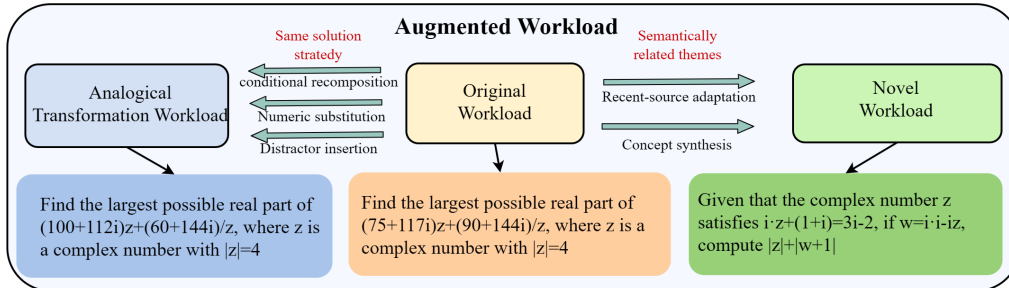 Augmented Workload
Same solution
stratedy
Semantically
related themes
Analogical
Transformation Workload
conditional recomposition
Numeric substitution
Distractor insertion
Original
Workload
Recent-source adaptation
Concept synthesis
Novel
Workload
Find the largest possible real part of
(100+112i)z+(60+144i)/z, where z is
a complex number with |z|=4
Find the largest possible real part of
(75+117i)z+(90+144i)/z, where z is
a complex number with |z|=4
Given that the complex number z
satisfies i·z+(1+i)=3i-2, if w=i·i-iz,
compute |z|+|w+1|